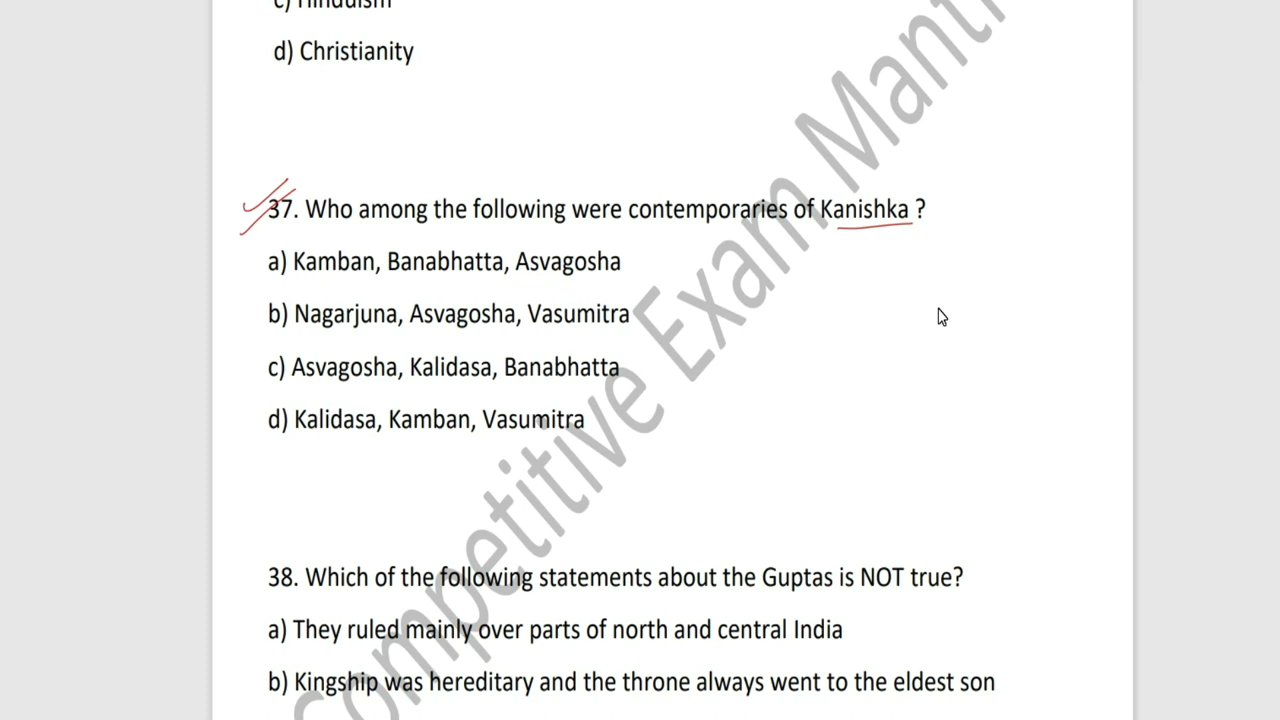 c) Hinduism
d) Christianity
37. Who among the following were contemporaries of Kanishka ?
a) Kamban, Banabhatta, Asvagosha
b) Nagarjuna, Asvagosha, Vasumitra
c) Asvagosha, Kalidasa, Banabhatta
d) Kalidasa, Kamban, Vasumitra
38. Which of the following statements about the Guptas is NOT true?
a) They ruled mainly over parts of north and central India
b) Kingship was hereditary and the throne always went to the eldest son
Competitive Exam Mantr